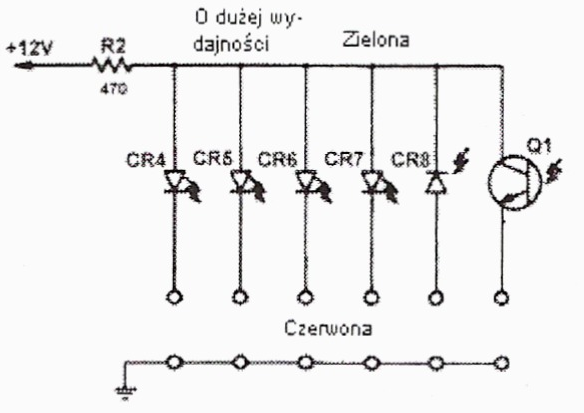 O dużej wy-
dajności
Zielona
+12V
R2
470
CR4
CR5
CR6
CR7
CR8
Q1
Czerwona